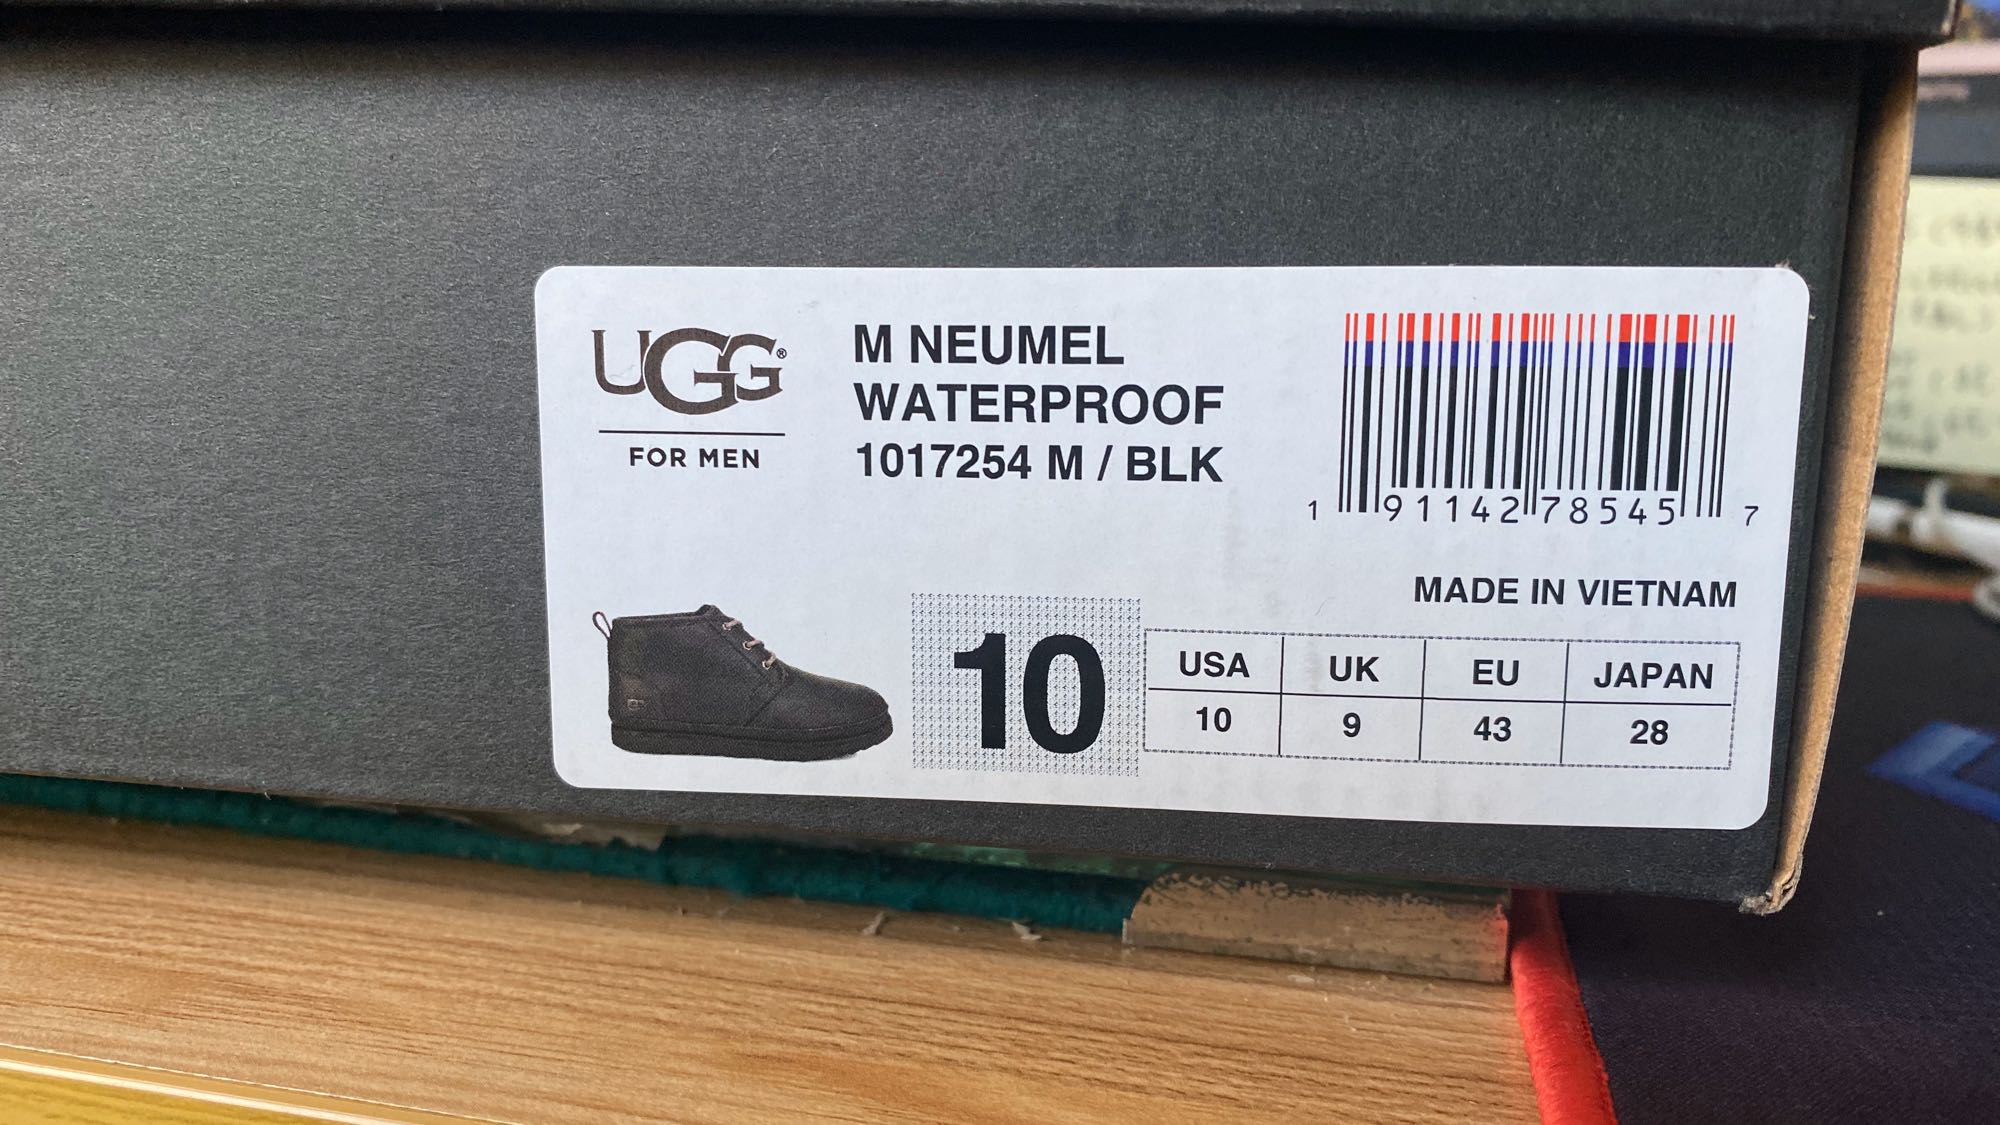 UGG®
FOR MEN
M NEUMEL
WATERPROOF
1017254 M / BLK
1 91142 78545 7
MADE IN VIETNAM
10
USA UK EU JAPAN
10 9 43 28